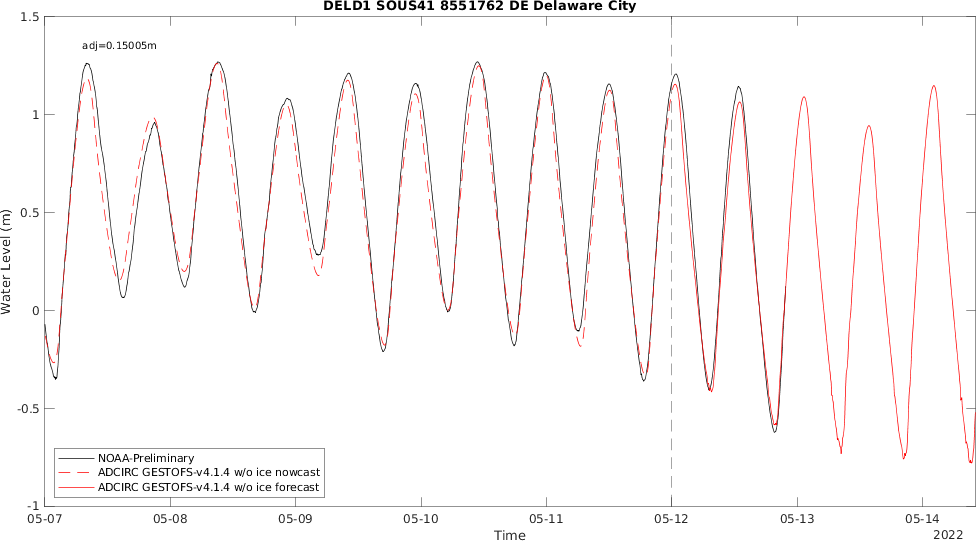 DELD1 SOUS41 8551762 DE Delaware City
1.5
adj=0.15005m
1
0.5
0
-0.5
-1
Water Level (m)
NOAA-Preliminary
ADCIRC GESTOFS-v4.1.4 w/o ice nowcast
ADCIRC GESTOFS-v4.1.4 w/o ice forecast
05-07 05-08 05-09 05-10 05-11 05-12 05-13 05-14
Time
2022